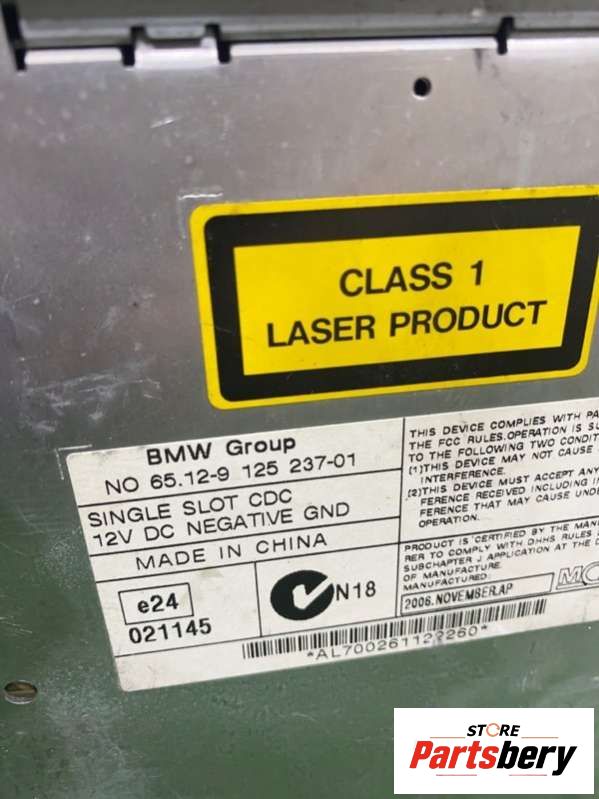 CLASS 1
LASER PRODUCT
BMW Group
NO 65.12-9 125 237-01
SINGLE SLOT CDC
12V DC NEGATIVE GND
MADE IN CHINA
e24
021145
N18
THIS DEVICE COMPLIES WITH
THE FCC RULES.OPERATION IS
TO THE FOLLOWING TWO
(1)THIS DEVICE MAY NOT CAUSE
INTERFERENCE.
(2)THIS DEVICE MUST ACCEPT ANY
FERENCE RECEIVED INCLUDING
FERENCE THAT MAY CAUSE
OPERATION.
PRODUCT IS CERTIFIED BY THE
RER TO COMPLY WITH DHHS RULES
SUBCHAPTER J APPLICATION AT THE
OF MANUFACTURE.
MANUFACTURED:
2006.NOVEMBER.AP
*AL700261122260*
STORE
Partsbery